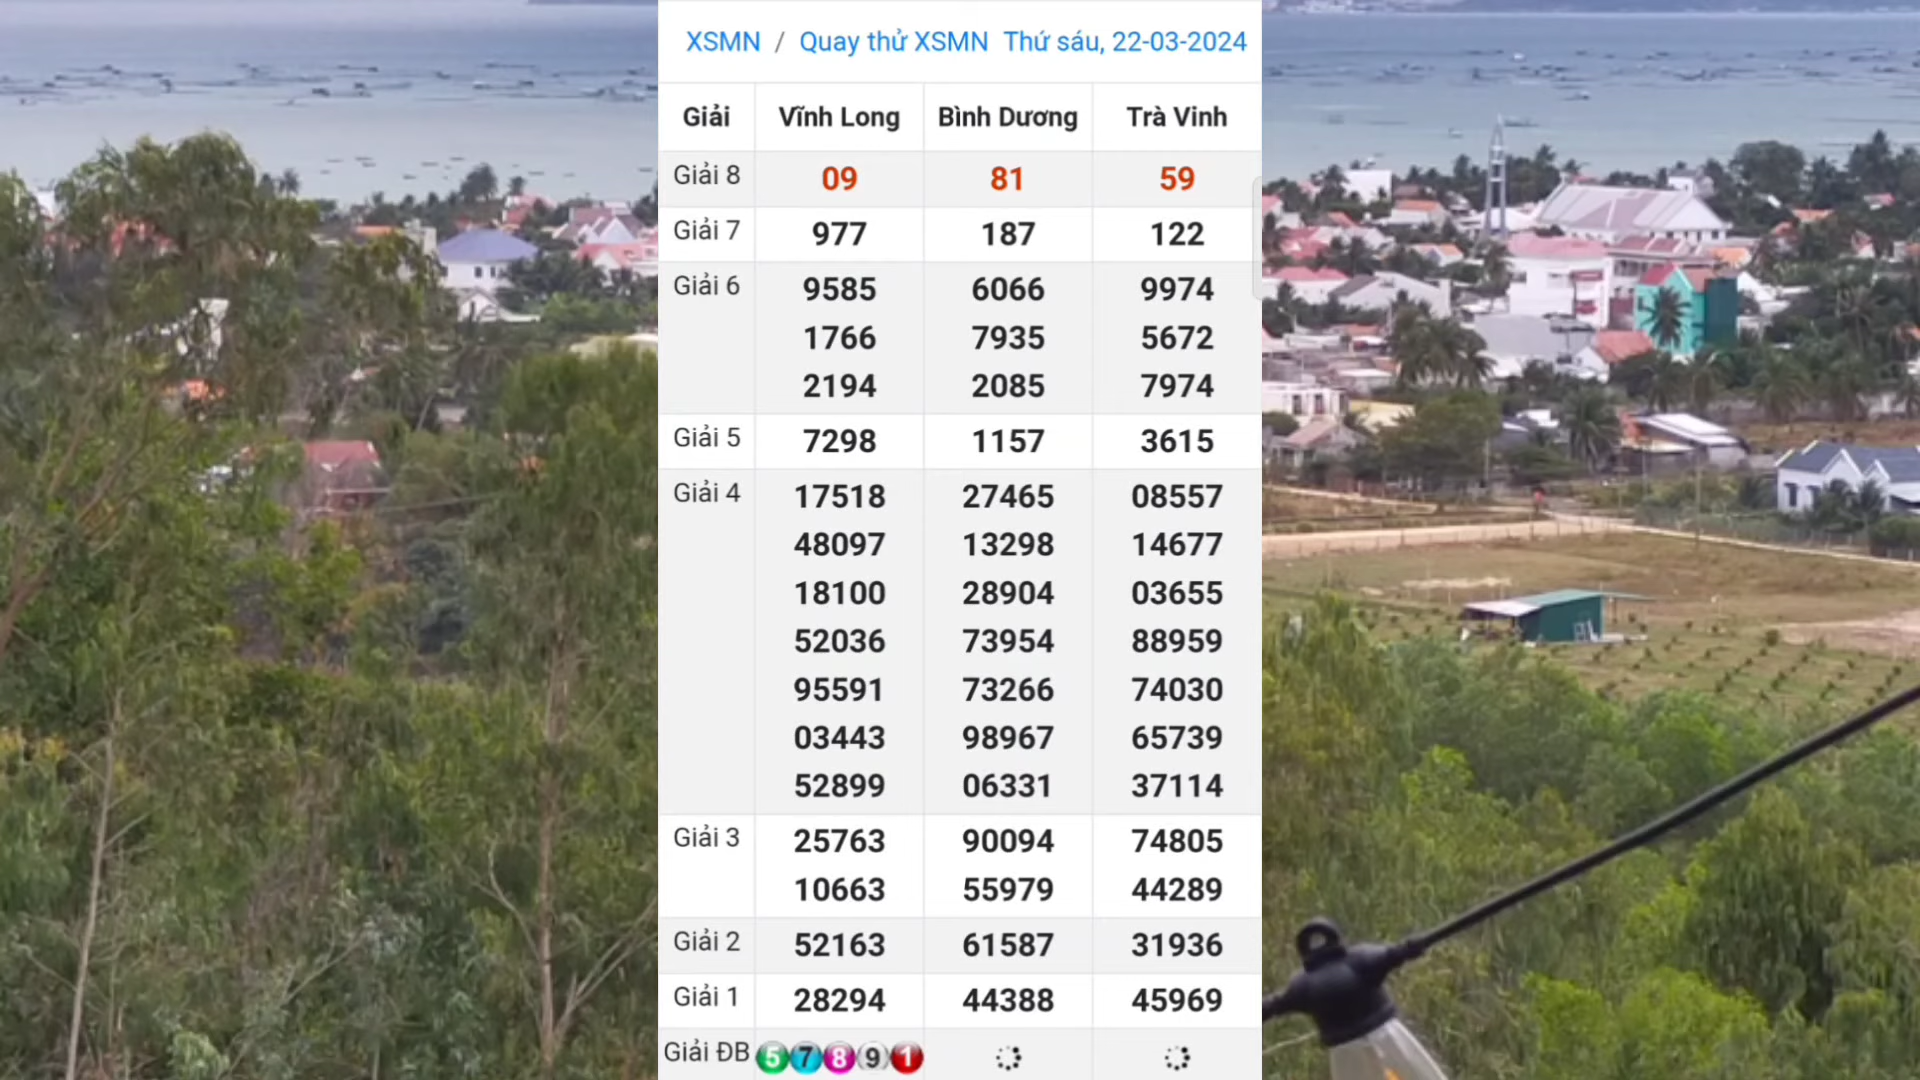 XSMN / Quay thử XSMN Thứ sáu, 22-03-2024
Giải Vĩnh Long Bình Dương Trà Vinh
Giải 8 09 81 59
Giải 7 977 187 122
Giải 6 9585 6066 9974
1766 7935 5672
2194 2085 7974
Giải 5 7298 1157 3615
Giải 4 17518 27465 08557
48097 13298 14677
18100 28904 03655
52036 73954 88959
95591 73266 74030
03443 98967 65739
52899 06331 37114
Giải 3 25763 90094 74805
10663 55979 44289
Giải 2 52163 61587 31936
Giải 1 28294 44388 45969
Giải ĐB 5 7 8 9 1